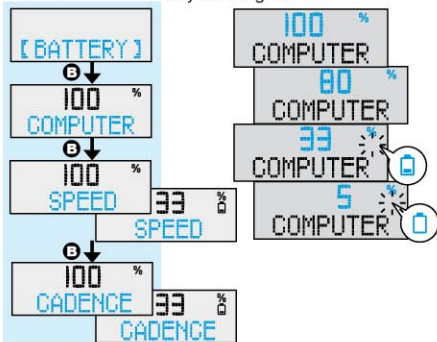 [BATTERY]
B
100 %
COMPUTER
B
100 %
SPEED
33 %
SPEED
B
100 %
CADENCE
33 %
CADENCE
100 %
COMPUTER
80 %
COMPUTER
33 %
COMPUTER
5 %
COMPUTER